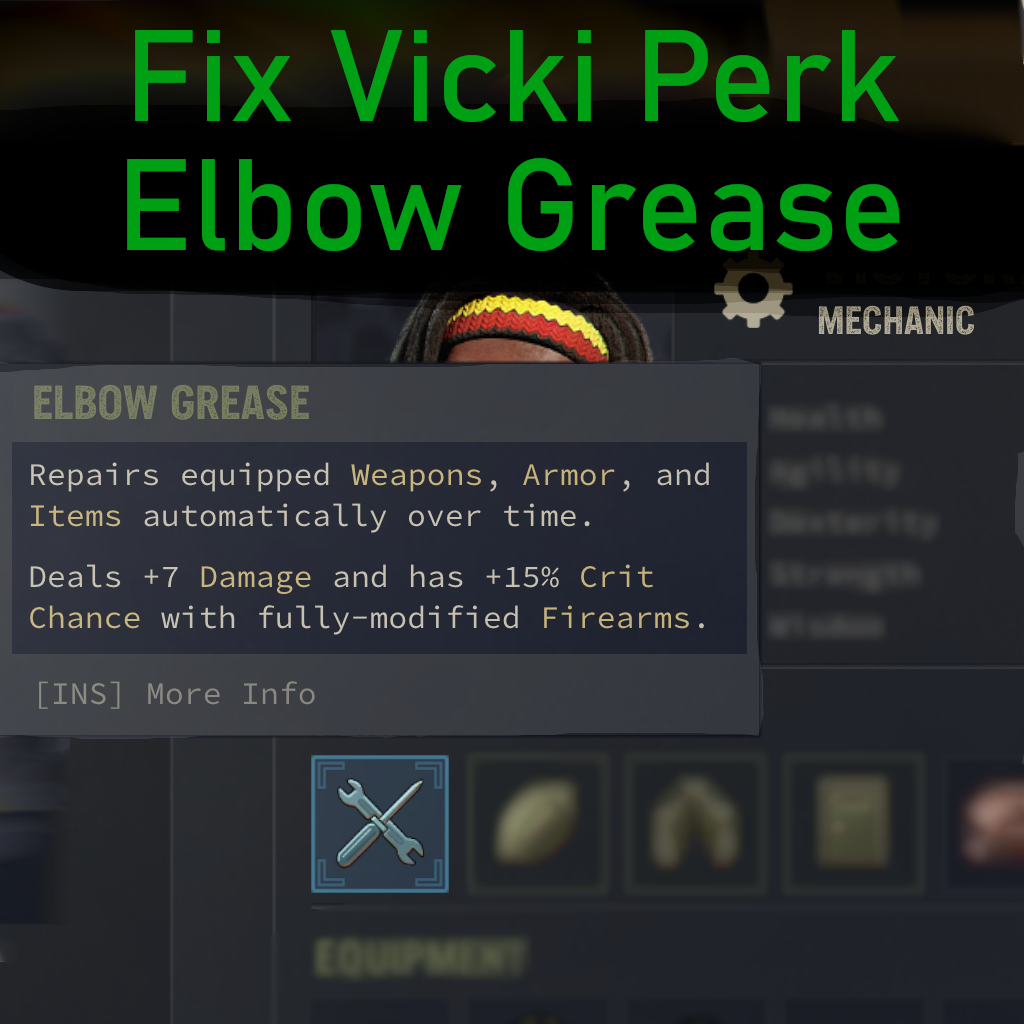 Fix Vicki Perk
Elbow Grease
MECHANIC
ELBOW GREASE
Health
Agility
Dexterity
Strength
Wisdom
Repairs equipped Weapons, Armor, and
Items automatically over time.
Deals +7 Damage and has +15% Crit
Chance with fully-modified Firearms.
[INS] More Info
EQUIPMENT